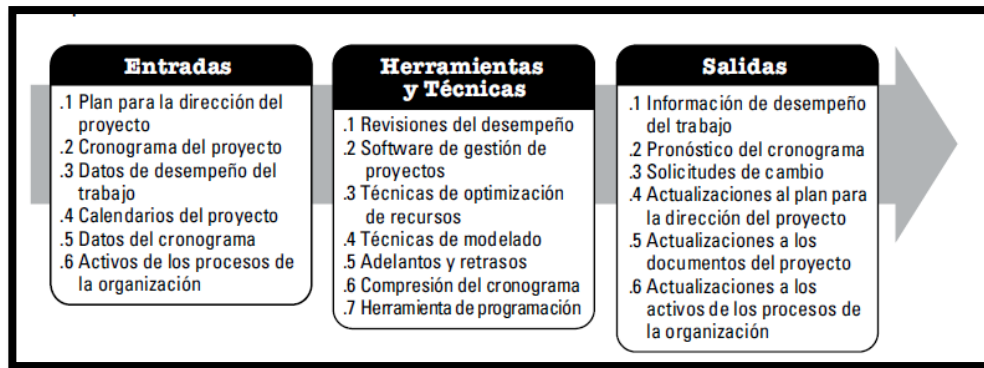 Entradas
.1 Plan para la dirección del
proyecto
.2 Cronograma del proyecto
.3 Datos de desempeño del
trabajo
.4 Calendarios del proyecto
.5 Datos del cronograma
.6 Activos de los procesos de
la organización
Herramientas
y Técnicas
.1 Revisiones del desempeño
.2 Software de gestión de
proyectos
.3 Técnicas de optimización
de recursos
.4 Técnicas de modelado
.5 Adelantos y retrasos
.6 Compresión del cronograma
.7 Herramienta de programación
Salidas
.1 Información de desempeño
del trabajo
.2 Pronóstico del cronograma
.3 Solicitudes de cambio
.4 Actualizaciones al plan para
la dirección del proyecto
.5 Actualizaciones a los
documentos del proyecto
.6 Actualizaciones a los
activos de los procesos de
la organización